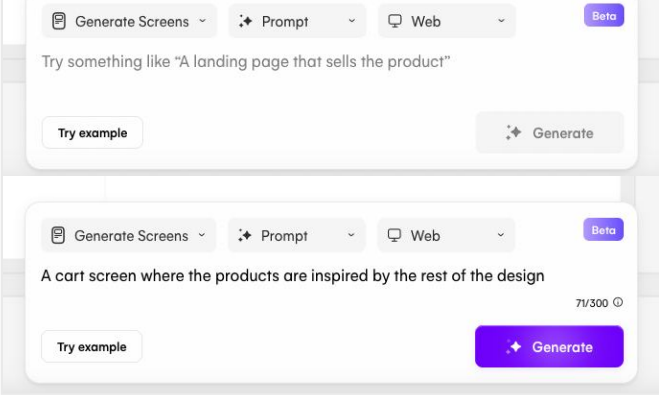 Generate Screens Prompt Web Beta
Try something like “A landing page that sells the product”
Try example Generate
Generate Screens Prompt Web Beta
A cart screen where the products are inspired by the rest of the design
71/300
Try example Generate